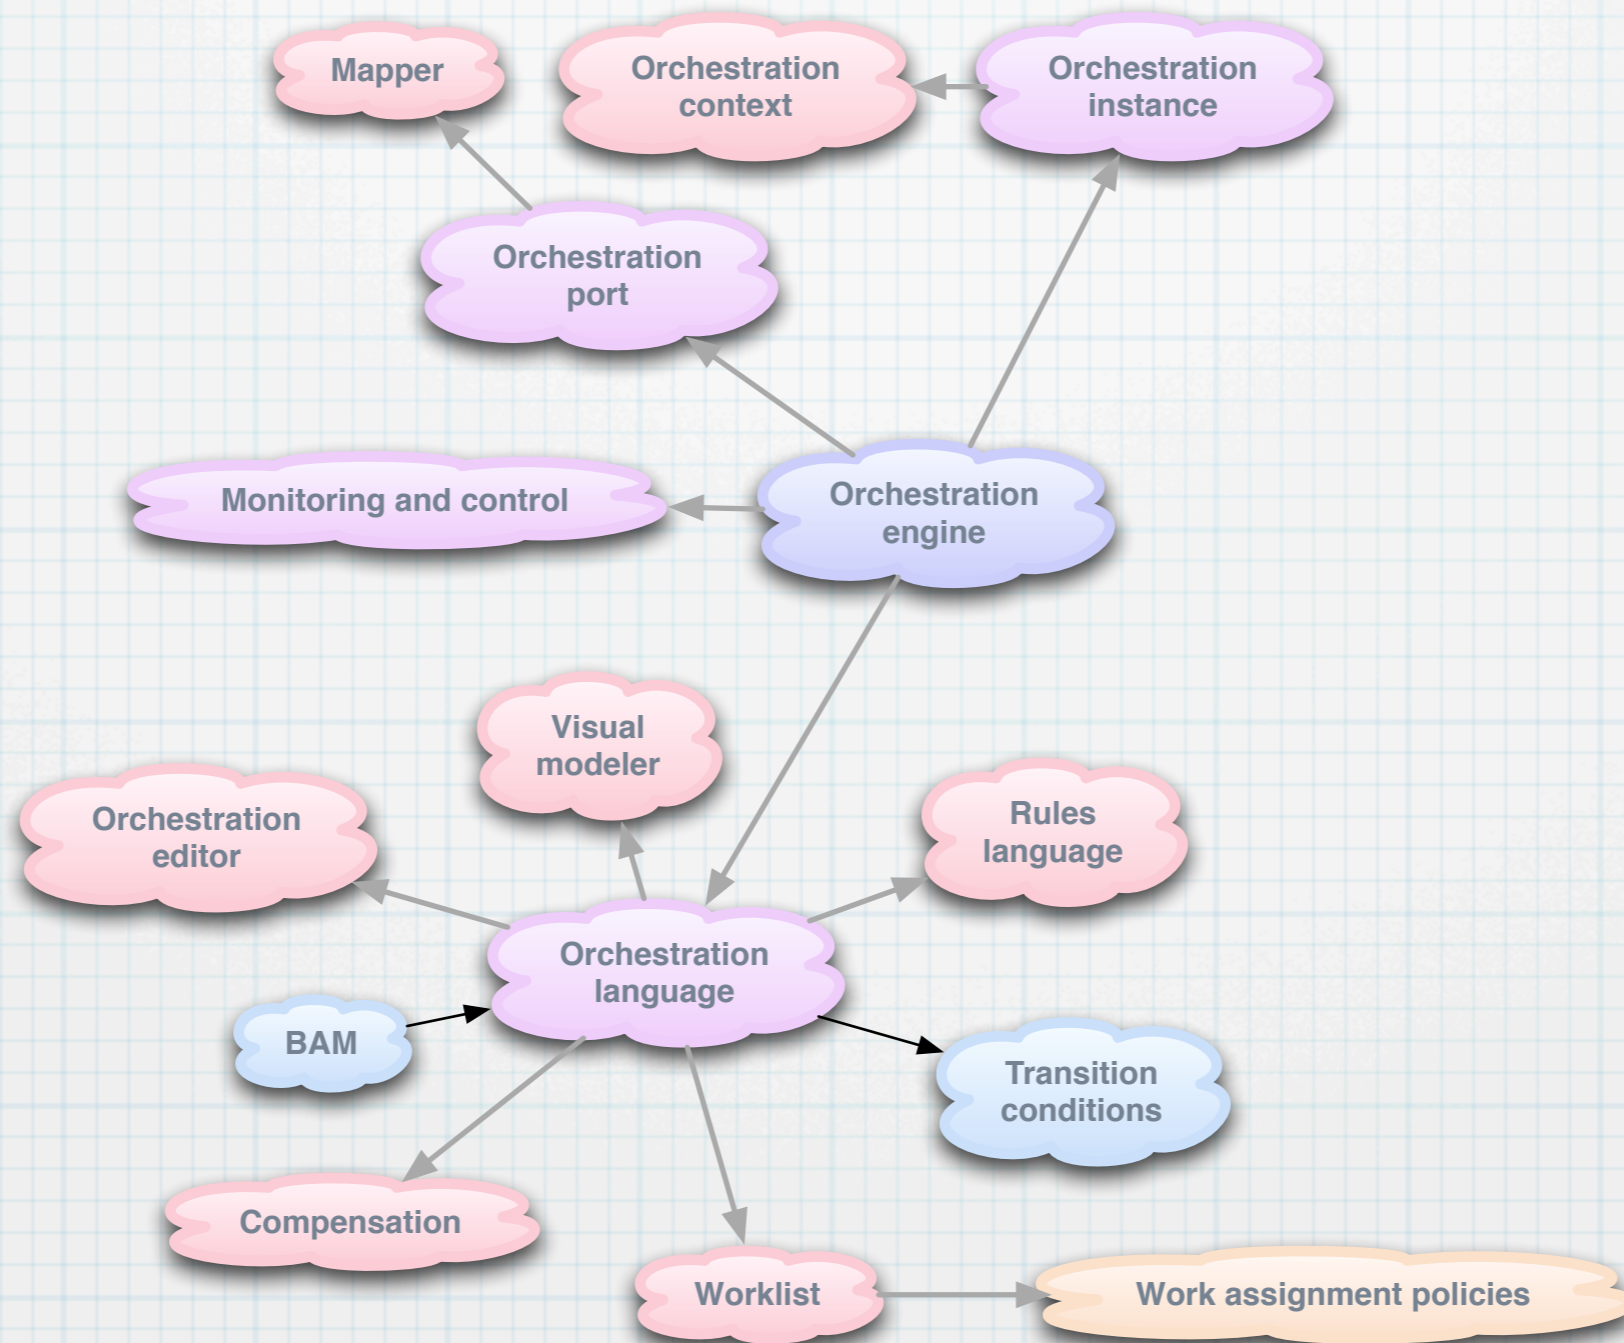 Mapper
Orchestration
context
Orchestration
instance
Orchestration
port
Monitoring and control
Orchestration
engine
Visual
modeler
Orchestration
editor
Rules
language
Orchestration
language
BAM
Transition
conditions
Compensation
Worklist
Work assignment policies